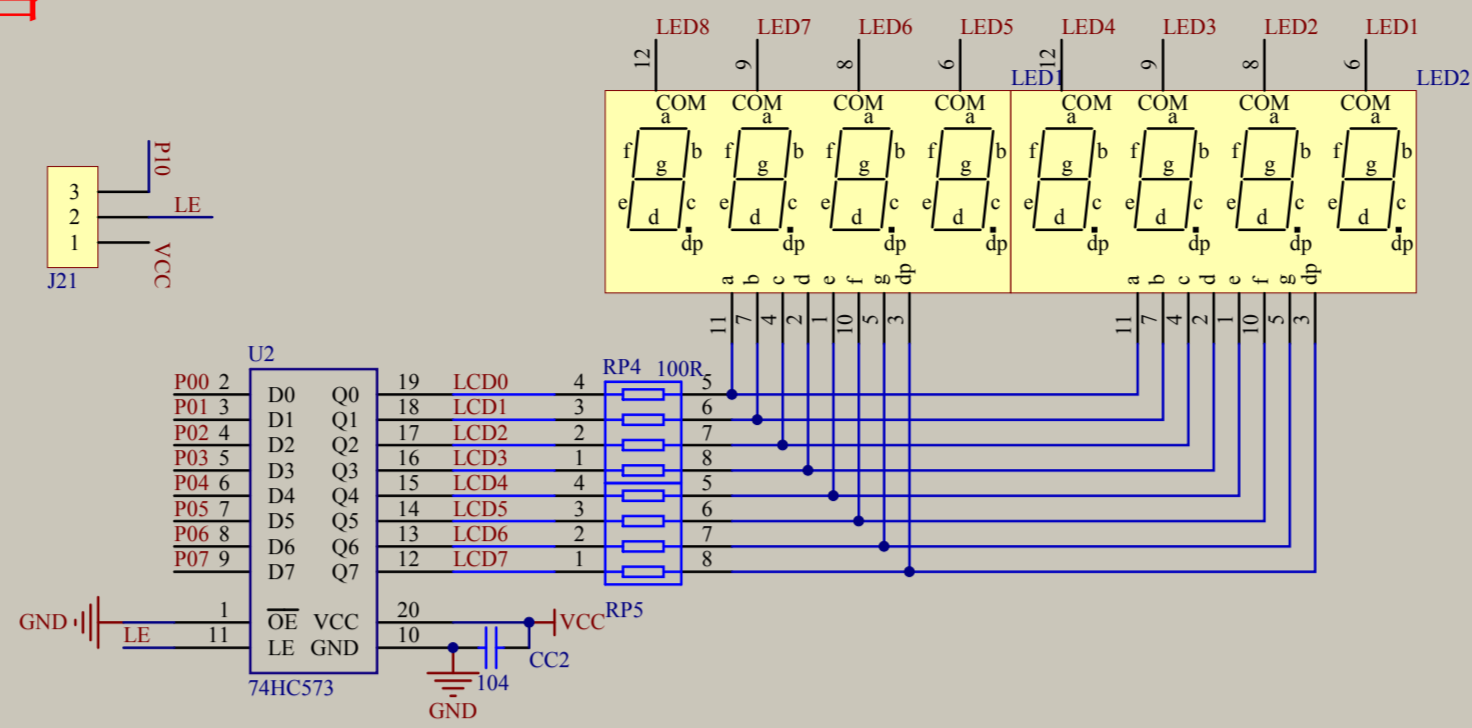 LED8 LED7 LED6 LED5 LED4 LED3 LED2 LED1
12 9 8 6 12 9 8 6
LED1 LED2
COM COM COM COM COM COM COM COM
a a a a a a a a
f b f b f b f b f b f b f b f b
g g g g g g g g
e c e c e c e c e c e c e c e c
d d d d d d d d
dp dp dp dp dp dp dp dp
a b c d e f g dp a b c d e f g dp
11 7 4 2 1 10 5 3 11 7 4 2 1 10 5 3
P10
3
2 LE
1
VCC
J21
U2
RP4 100R
P00 2 D0 Q0 19 LCD0 4 5
P01 3 D1 Q1 18 LCD1 3 6
P02 4 D2 Q2 17 LCD2 2 7
P03 5 D3 Q3 16 LCD3 1 8
P04 6 D4 Q4 15 LCD4 4 5
P05 7 D5 Q5 14 LCD5 3 6
P06 8 D6 Q6 13 LCD6 2 7
P07 9 D7 Q7 12 LCD7 1 8
RP5
GND 1 OE VCC 20 VCC
LE 11 LE GND 10
CC2
104
74HC573
GND